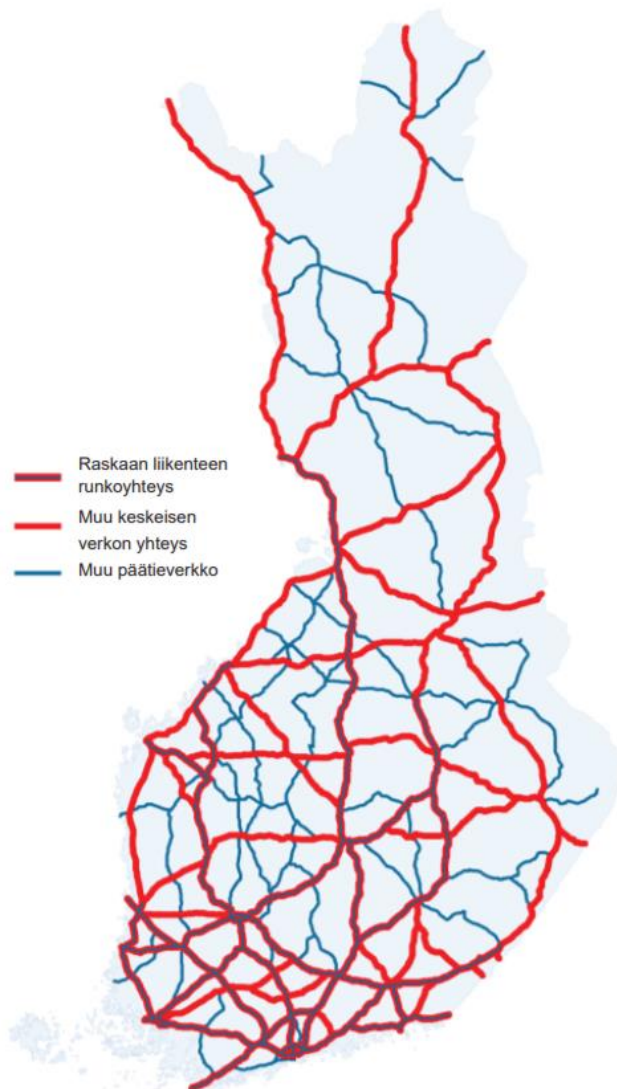 Raskaan liikenteen
runkoyhteys
Muu keskeisen
verkon yhteys
Muu päätieverkko